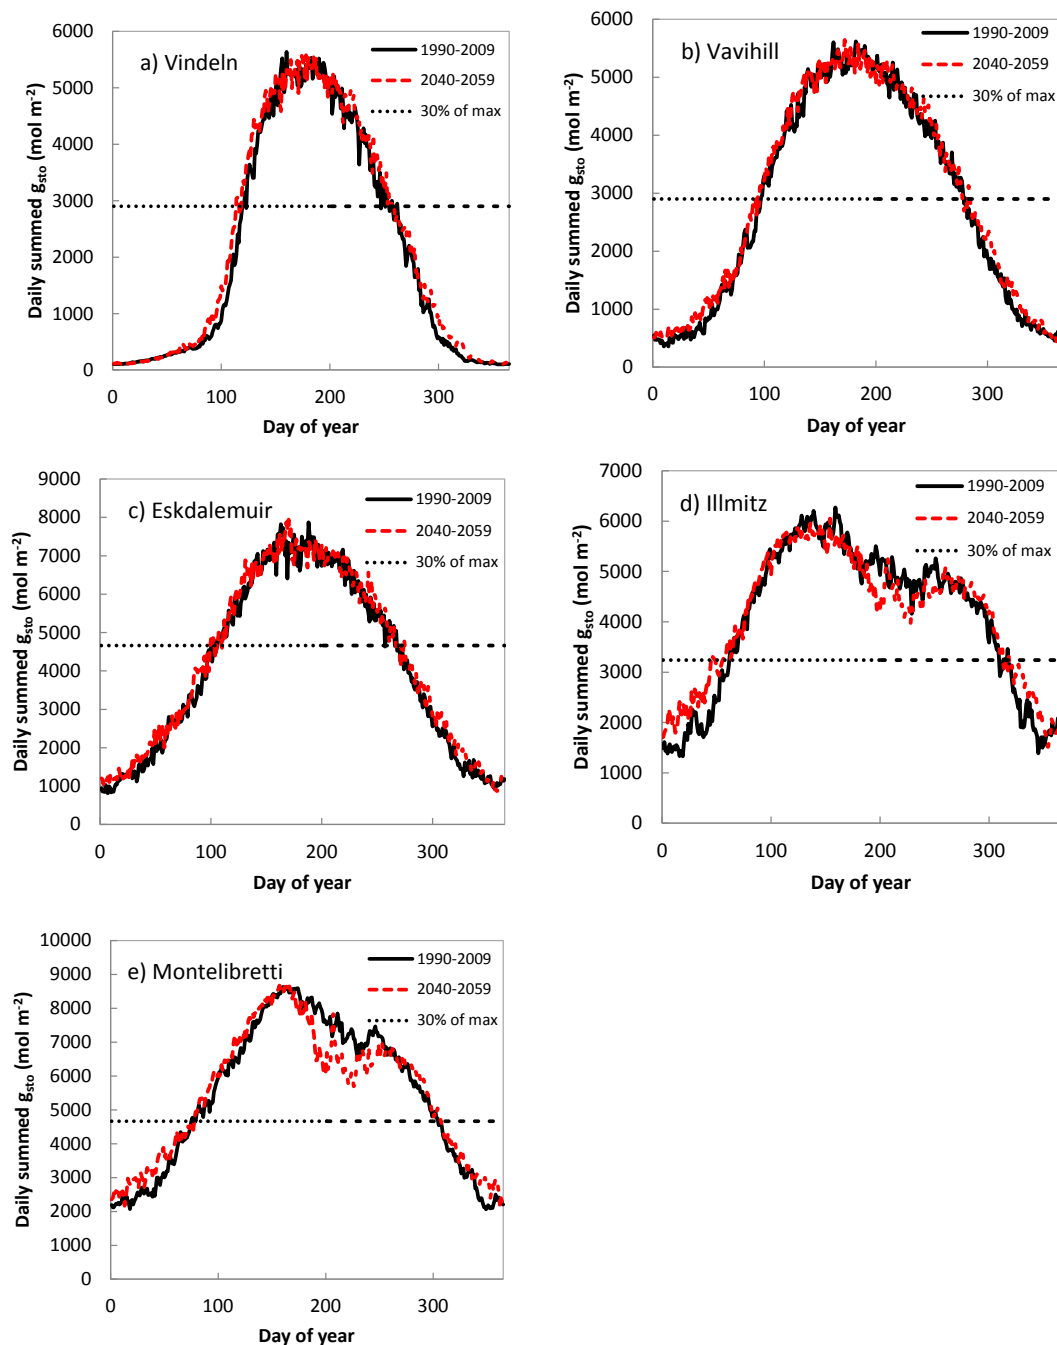 a) Vindeln
1990-2009
2040-2059
30% of max
Daily summed gsto (mol m-2)
6000
5000
4000
3000
2000
1000
0
0 100 200 300
Day of year
b) Vavihill
1990-2009
2040-2059
30% of max
Daily summed gsto (mol m-2)
6000
5000
4000
3000
2000
1000
0
0 100 200 300
Day of year
c) Eskdalemuir
1990-2009
2040-2059
30% of max
Daily summed gsto (mol m-2)
9000
8000
7000
6000
5000
4000
3000
2000
1000
0
0 100 200 300
Day of year
d) Illmitz
1990-2009
2040-2059
30% of max
Daily summed gsto (mol m-2)
7000
6000
5000
4000
3000
2000
1000
0
0 100 200 300
Day of year
e) Montelibretti
1990-2009
2040-2059
30% of max
Daily summed gsto (mol m-2)
10000
9000
8000
7000
6000
5000
4000
3000
2000
1000
0
0 100 200 300
Day of year